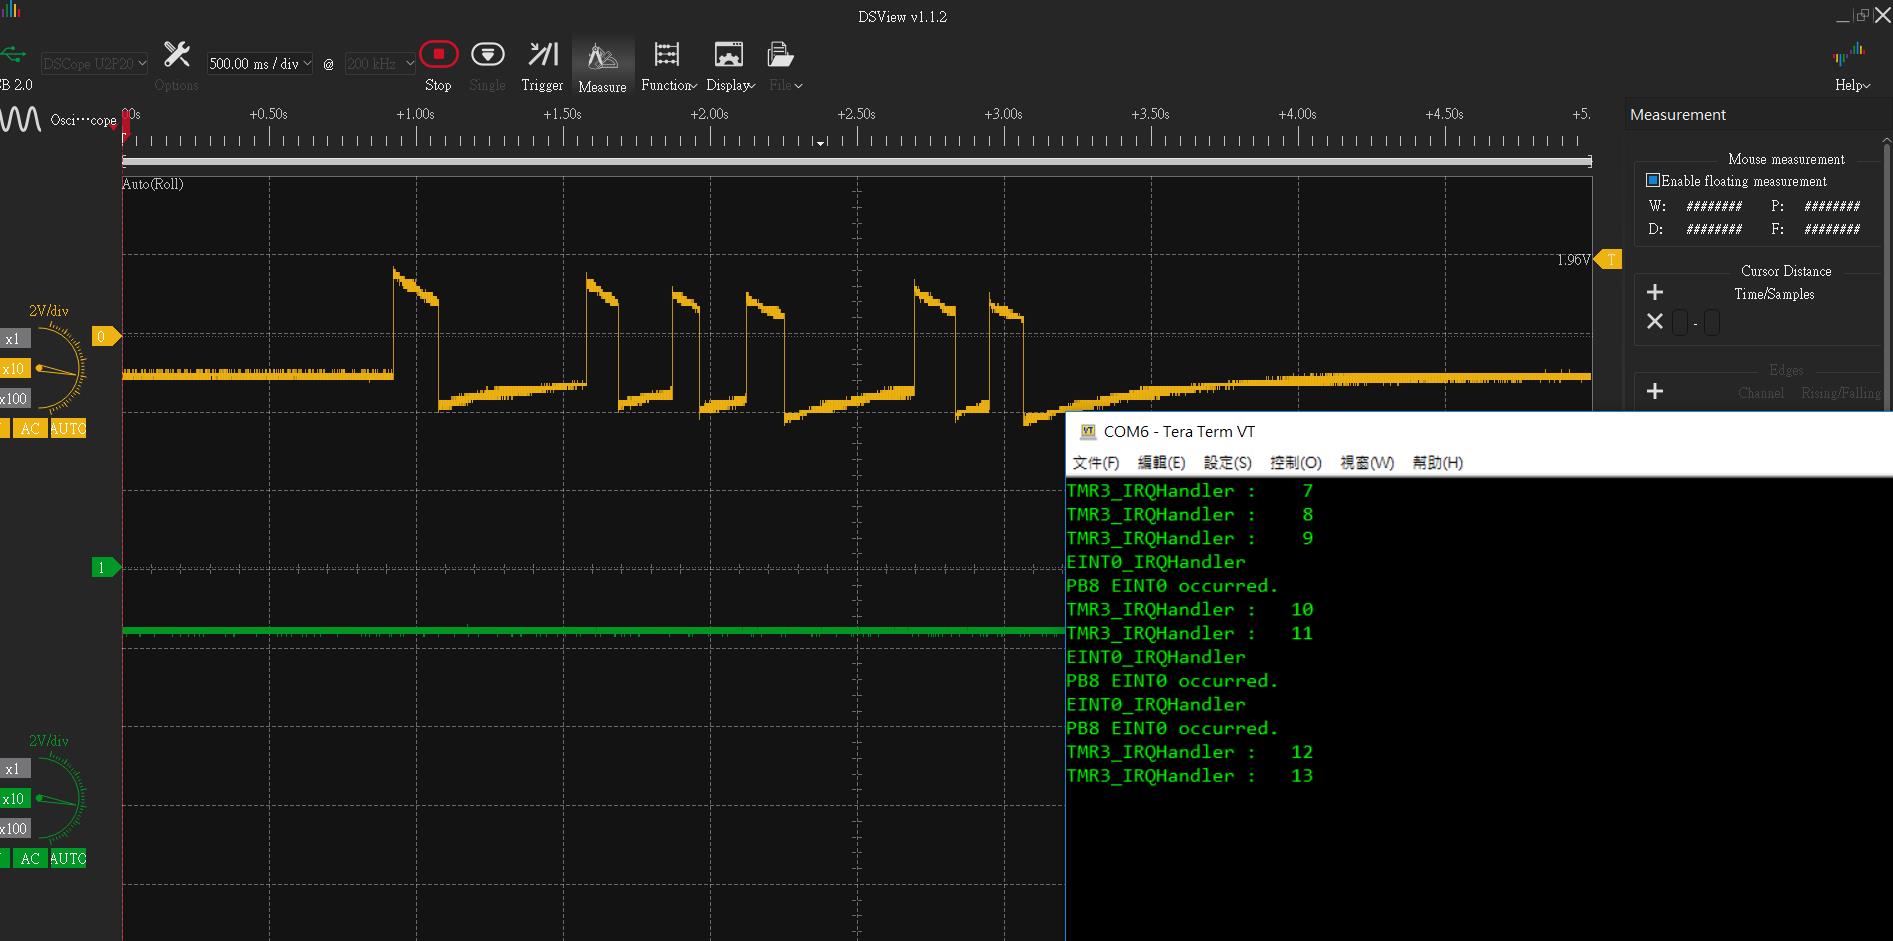 DSView v1.1.2
DSCope U2P20
500.00 ms / div
@
200 kHz
B 2.0
Options
Stop
Single
Trigger
Measure
Function
Display
File
Help
Osci⋯cope
00s
+0.50s
+1.00s
+1.50s
+2.00s
+2.50s
+3.00s
+3.50s
+4.00s
+4.50s
+5.
Measurement
Auto(Roll)
Mouse measurement
Enable floating measurement
W: ######## P: ########
D: ######## F: ########
1.96V
T
Cursor Distance
Time/Samples
-
Edges
Channel Rising/Falling
2V/div
0
x1
x10
x100
AC
AUTO
1
2V/div
x1
x10
x100
AC
AUTO
VT
COM6 - Tera Term VT
文件(F) 編輯(E) 設定(S) 控制(O) 視窗(W) 幫助(H)
TMR3_IRQHandler : 7
TMR3_IRQHandler : 8
TMR3_IRQHandler : 9
EINT0_IRQHandler
PB8 EINT0 occurred.
TMR3_IRQHandler : 10
TMR3_IRQHandler : 11
EINT0_IRQHandler
PB8 EINT0 occurred.
EINT0_IRQHandler
PB8 EINT0 occurred.
TMR3_IRQHandler : 12
TMR3_IRQHandler : 13